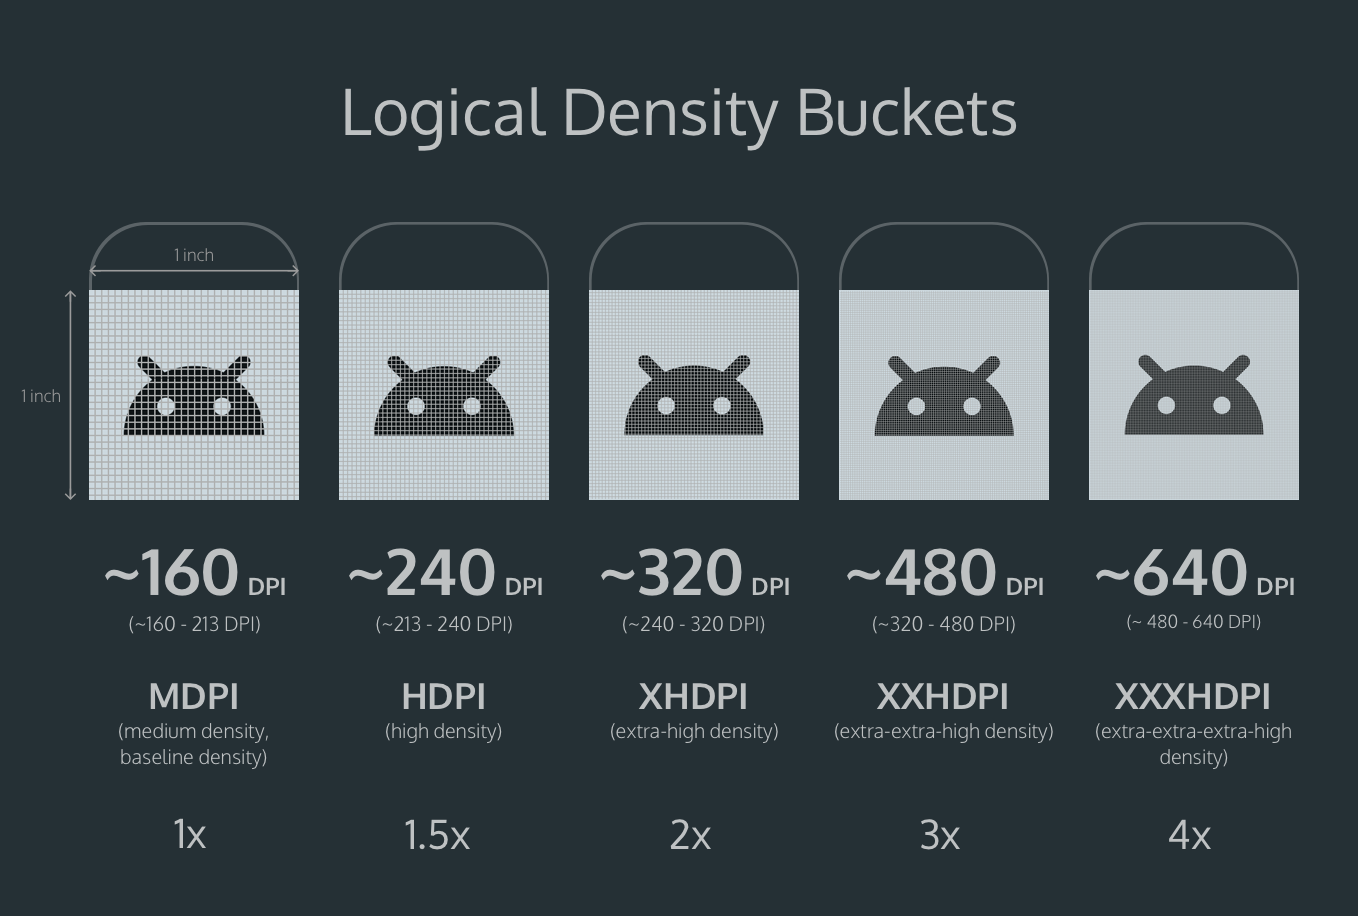 Logical Density Buckets
1 inch
1 inch
~160 DPI
(~160 - 213 DPI)
MDPI
(medium density,
baseline density)
1x
~240 DPI
(~213 - 240 DPI)
HDPI
(high density)
1.5x
~320 DPI
(~240 - 320 DPI)
XHDPI
(extra-high density)
2x
~480 DPI
(~320 - 480 DPI)
XXHDPI
(extra-extra-high density)
3x
~640 DPI
(~ 480 - 640 DPI)
XXXHDPI
(extra-extra-extra-high
density)
4x